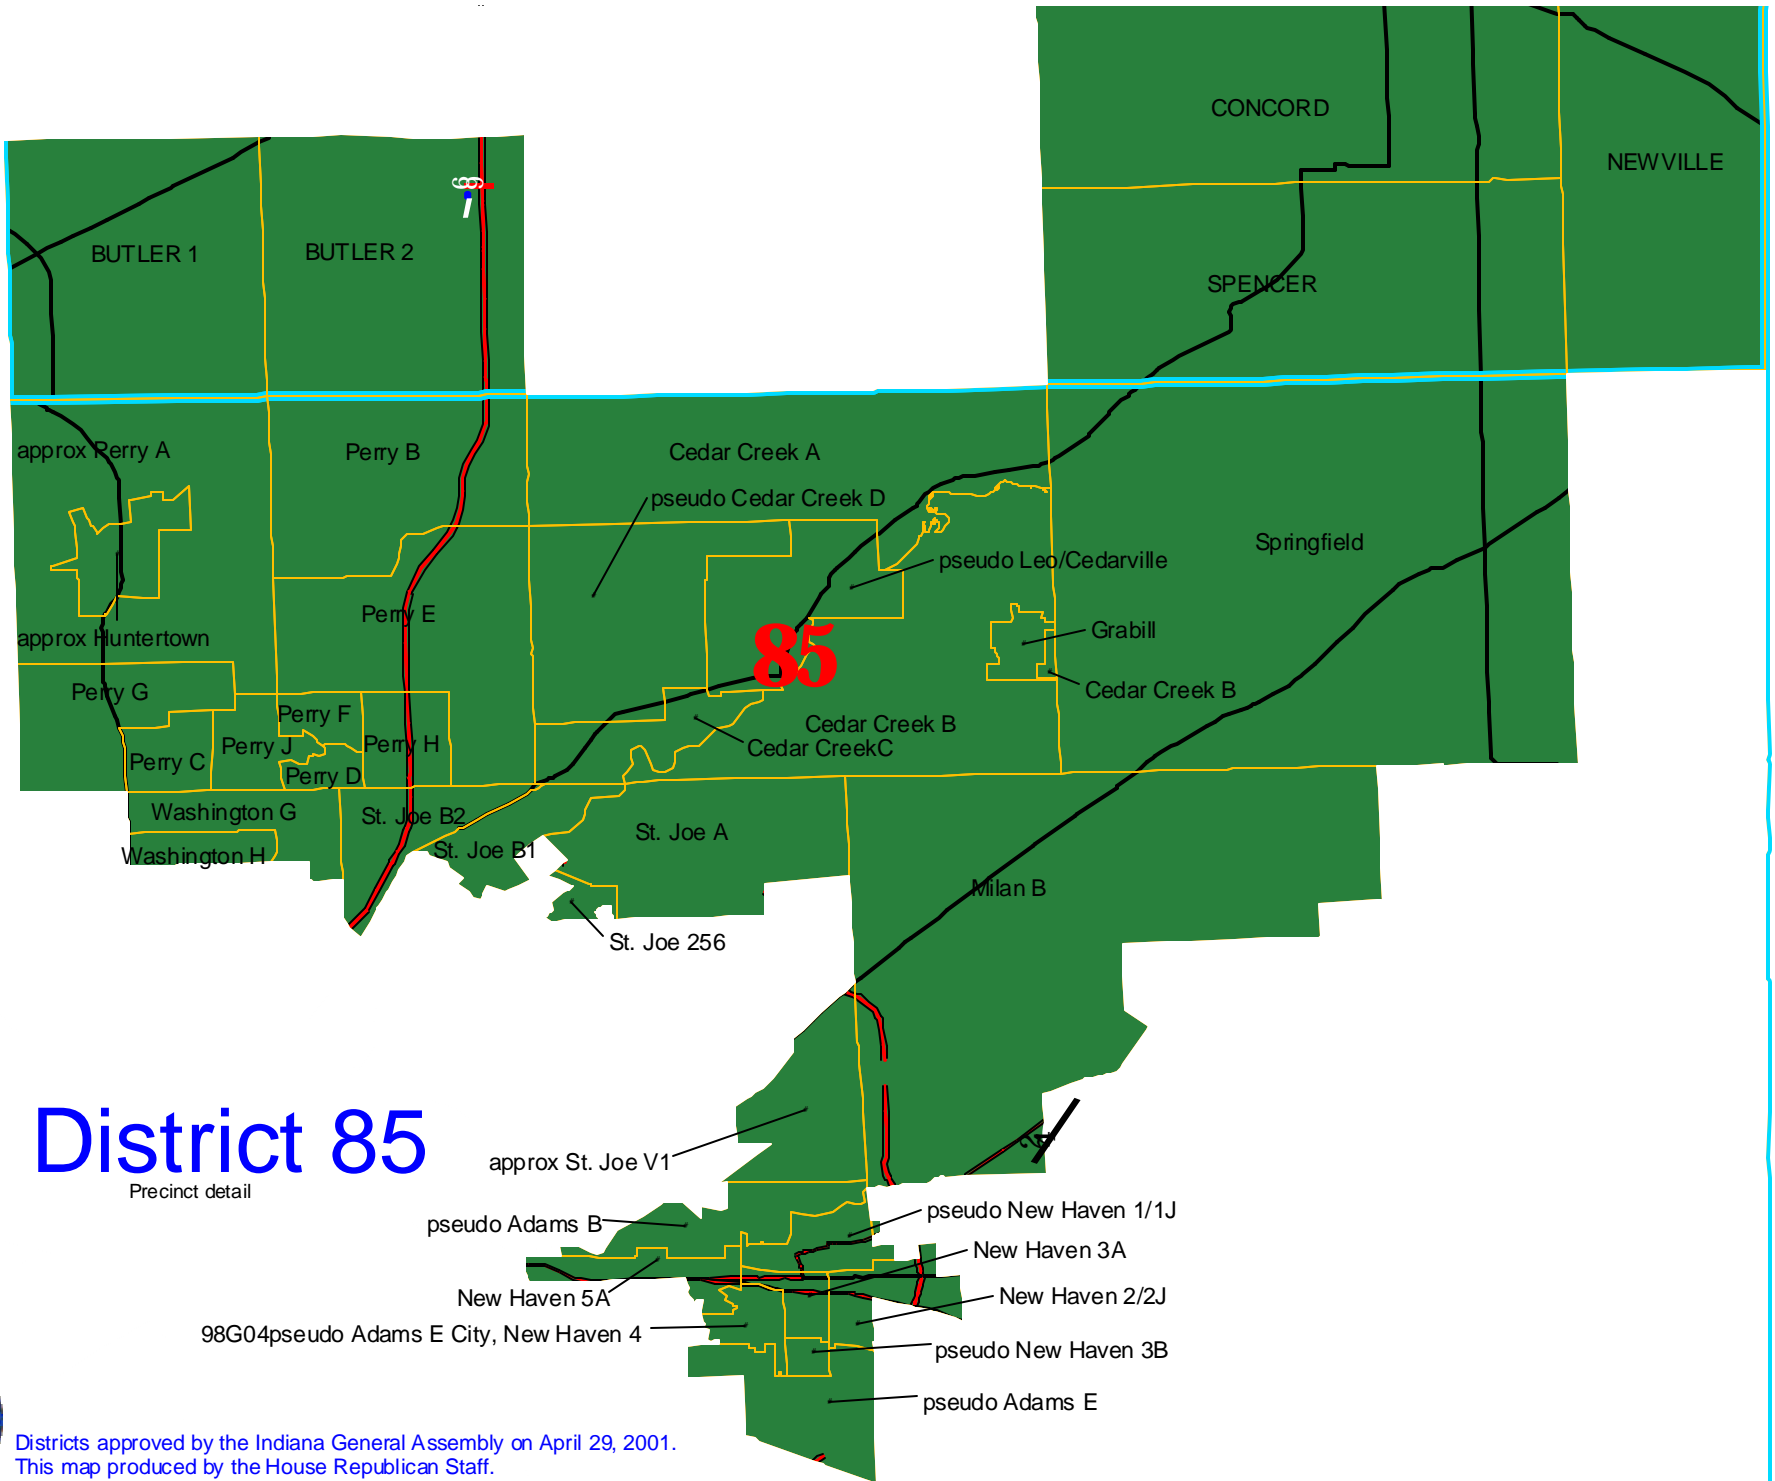 CONCORD
NEWVILLE
69
I
BUTLER 1
BUTLER 2
SPENCER
approx Perry A
Perry B
Cedar Creek A
pseudo Cedar Creek D
Springfield
pseudo Leo/Cedarville
Perry E
approx Huntertown
Grabill
85
Perry G
Cedar Creek B
Perry F
Cedar Creek B
Perry J
Perry H
Cedar CreekC
Perry C
Perry D
Washington G
St. Joe B2
St. Joe A
Washington H
St. Joe B1
Milan B
St. Joe 256
District 85
24
approx St. Joe V1
Precinct detail
pseudo Adams B
pseudo New Haven 1/1J
New Haven 3A
New Haven 5A
New Haven 2/2J
98G04pseudo Adams E City, New Haven 4
pseudo New Haven 3B
pseudo Adams E
Districts approved by the Indiana General Assembly on April 29, 2001.
This map produced by the House Republican Staff.